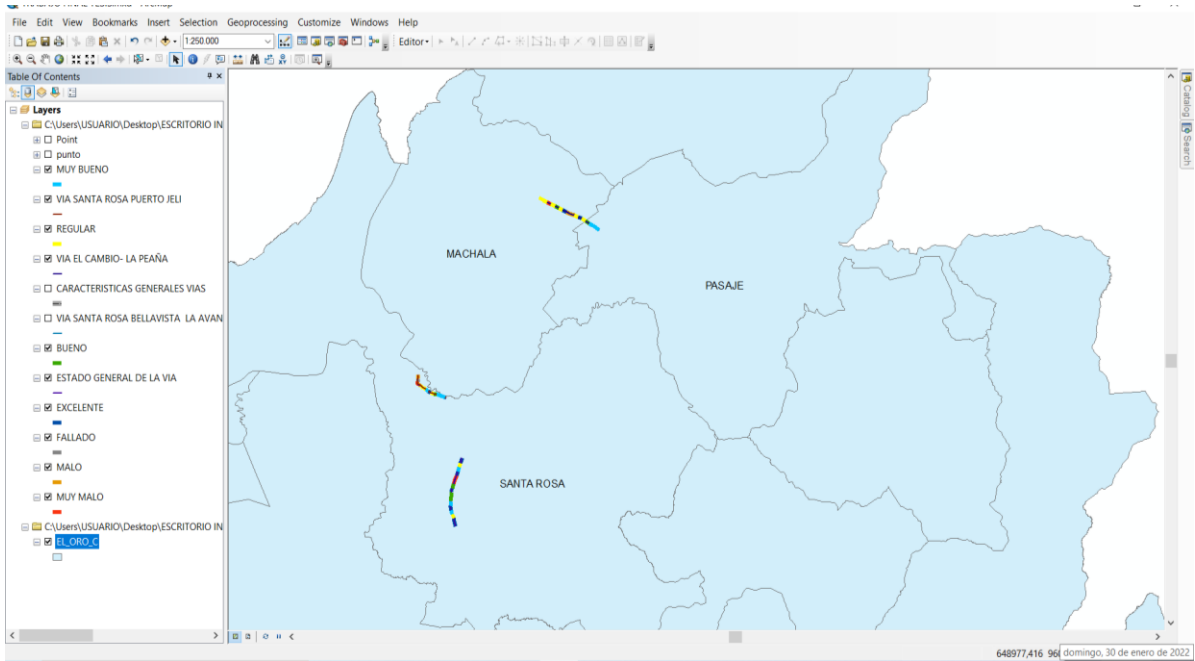 File Edit View Bookmarks Insert Selection Geoprocessing Customize Windows Help
1:250.000
Editor
Table Of Contents
Layers
C:\Users\USUARIO\Desktop\ESCRITORIO IN
Point
punto
MUY BUENO
VIA SANTA ROSA PUERTO JELI
REGULAR
VIA EL CAMBIO- LA PEAÑA
CARACTERISTICAS GENERALES VIAS
VIA SANTA ROSA BELLAVISTA LA AVAN
BUENO
ESTADO GENERAL DE LA VIA
EXCELENTE
FALLADO
MALO
MUY MALO
C:\Users\USUARIO\Desktop\ESCRITORIO IN
EL_ORO_C
MACHALA
PASAJE
SANTA ROSA
Catalog
Search
648977,416 domingo, 30 de enero de 2022